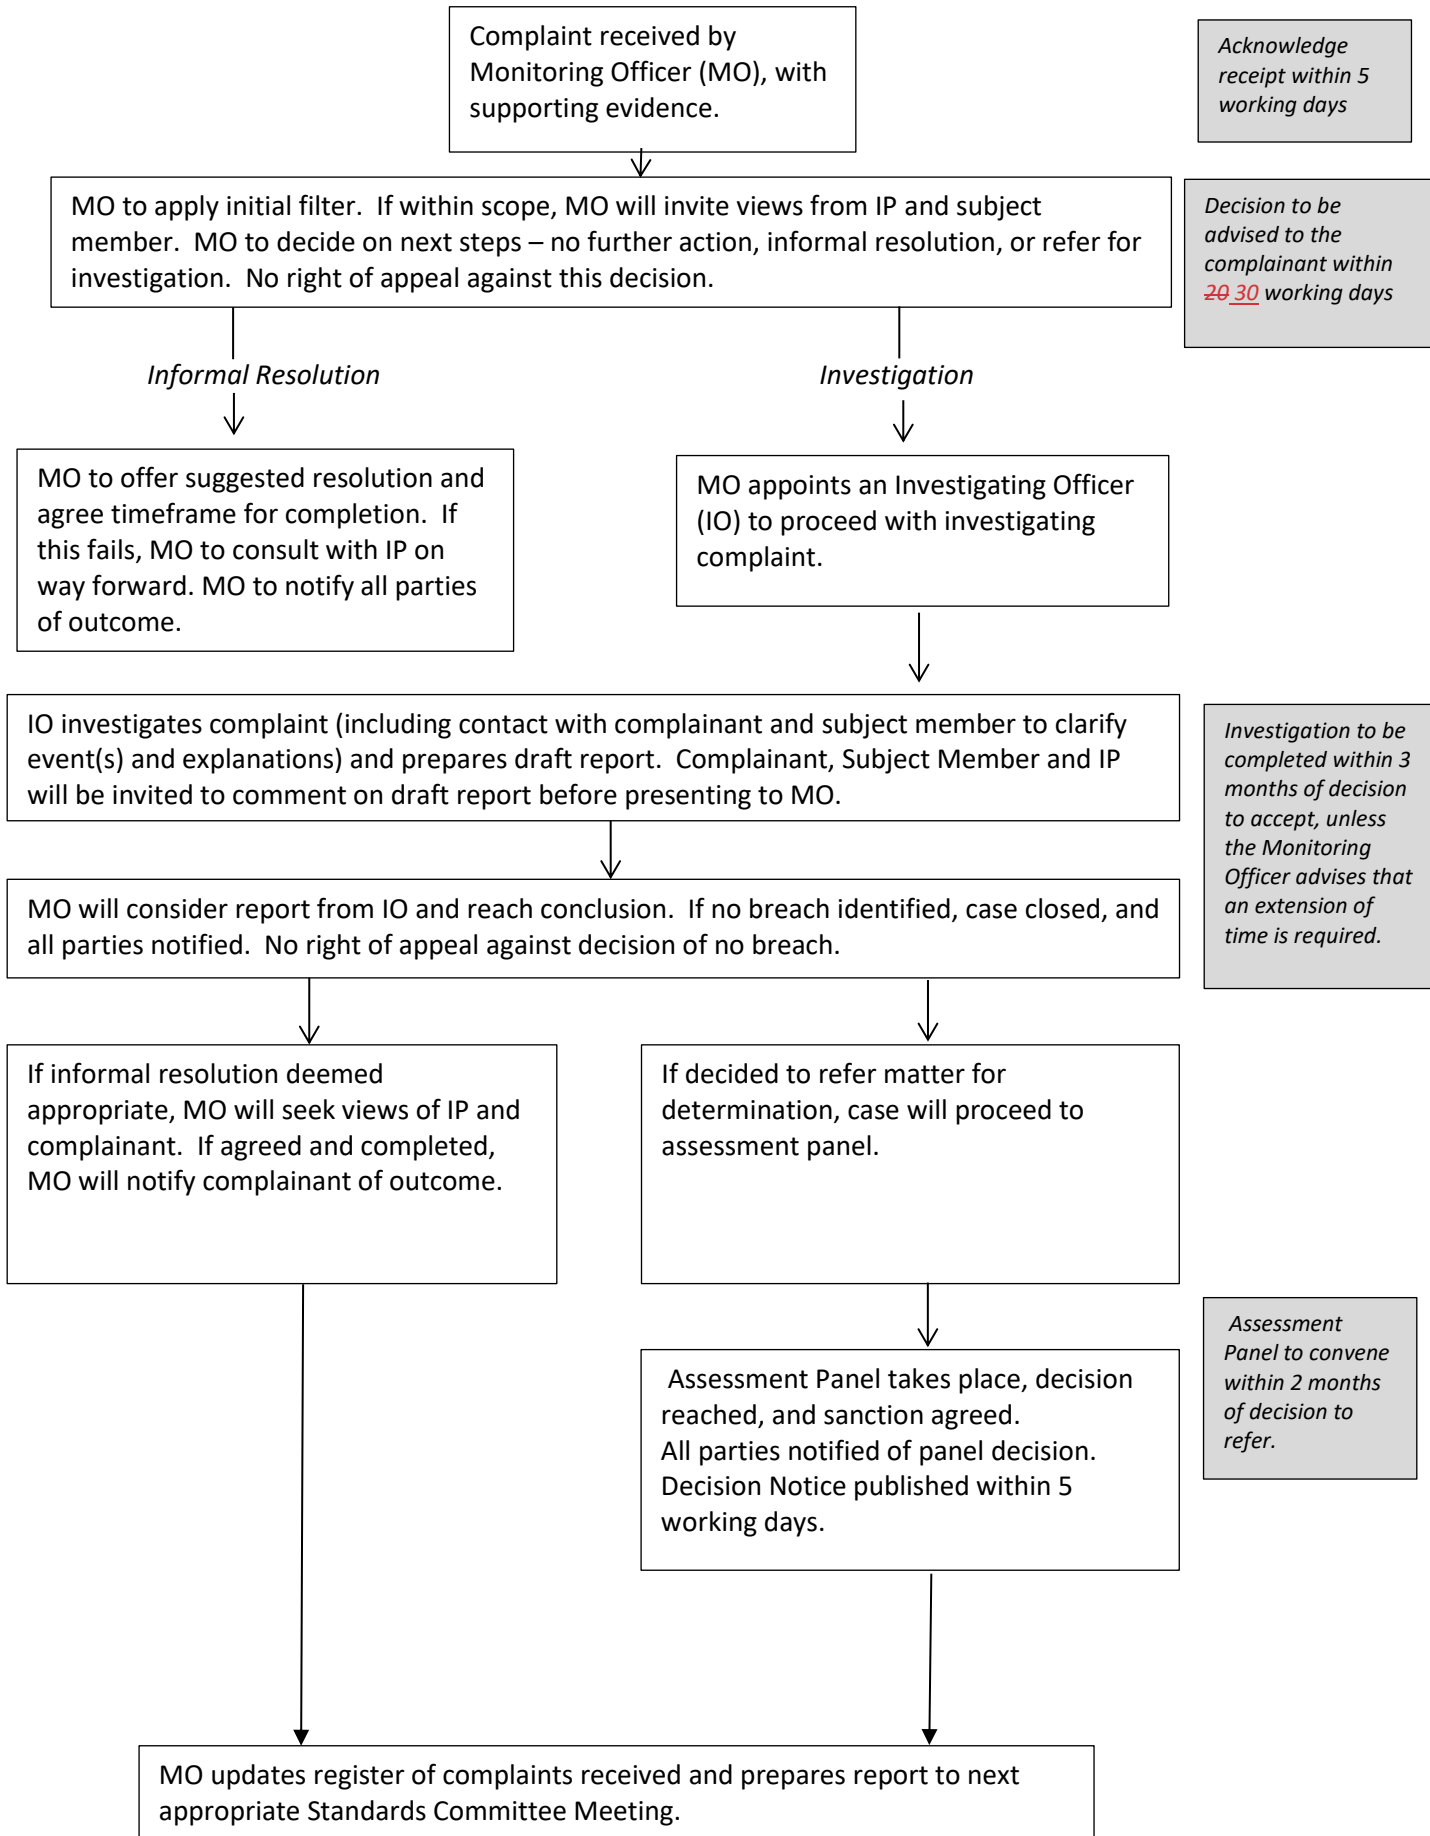 Complaint received by
Monitoring Officer (MO), with
supporting evidence.
Acknowledge
receipt within 5
working days
MO to apply initial filter.  If within scope, MO will invite views from IP and subject
member.  MO to decide on next steps – no further action, informal resolution, or refer for
investigation.  No right of appeal against this decision.
Decision to be
advised to the
complainant within
20 30 working days
Informal Resolution
Investigation
MO to offer suggested resolution and
agree timeframe for completion.  If
this fails, MO to consult with IP on
way forward. MO to notify all parties
of outcome.
MO appoints an Investigating Officer
(IO) to proceed with investigating
complaint.
IO investigates complaint (including contact with complainant and subject member to clarify
event(s) and explanations) and prepares draft report.  Complainant, Subject Member and IP
will be invited to comment on draft report before presenting to MO.
Investigation to be
completed within 3
months of decision
to accept, unless
the Monitoring
Officer advises that
an extension of
time is required.
MO will consider report from IO and reach conclusion.  If no breach identified, case closed, and
all parties notified.  No right of appeal against decision of no breach.
If informal resolution deemed
appropriate, MO will seek views of IP and
complainant.  If agreed and completed,
MO will notify complainant of outcome.
If decided to refer matter for
determination, case will proceed to
assessment panel.
Assessment
Panel to convene
within 2 months
of decision to
refer.
Assessment Panel takes place, decision
reached, and sanction agreed.
All parties notified of panel decision.
Decision Notice published within 5
working days.
MO updates register of complaints received and prepares report to next
appropriate Standards Committee Meeting.